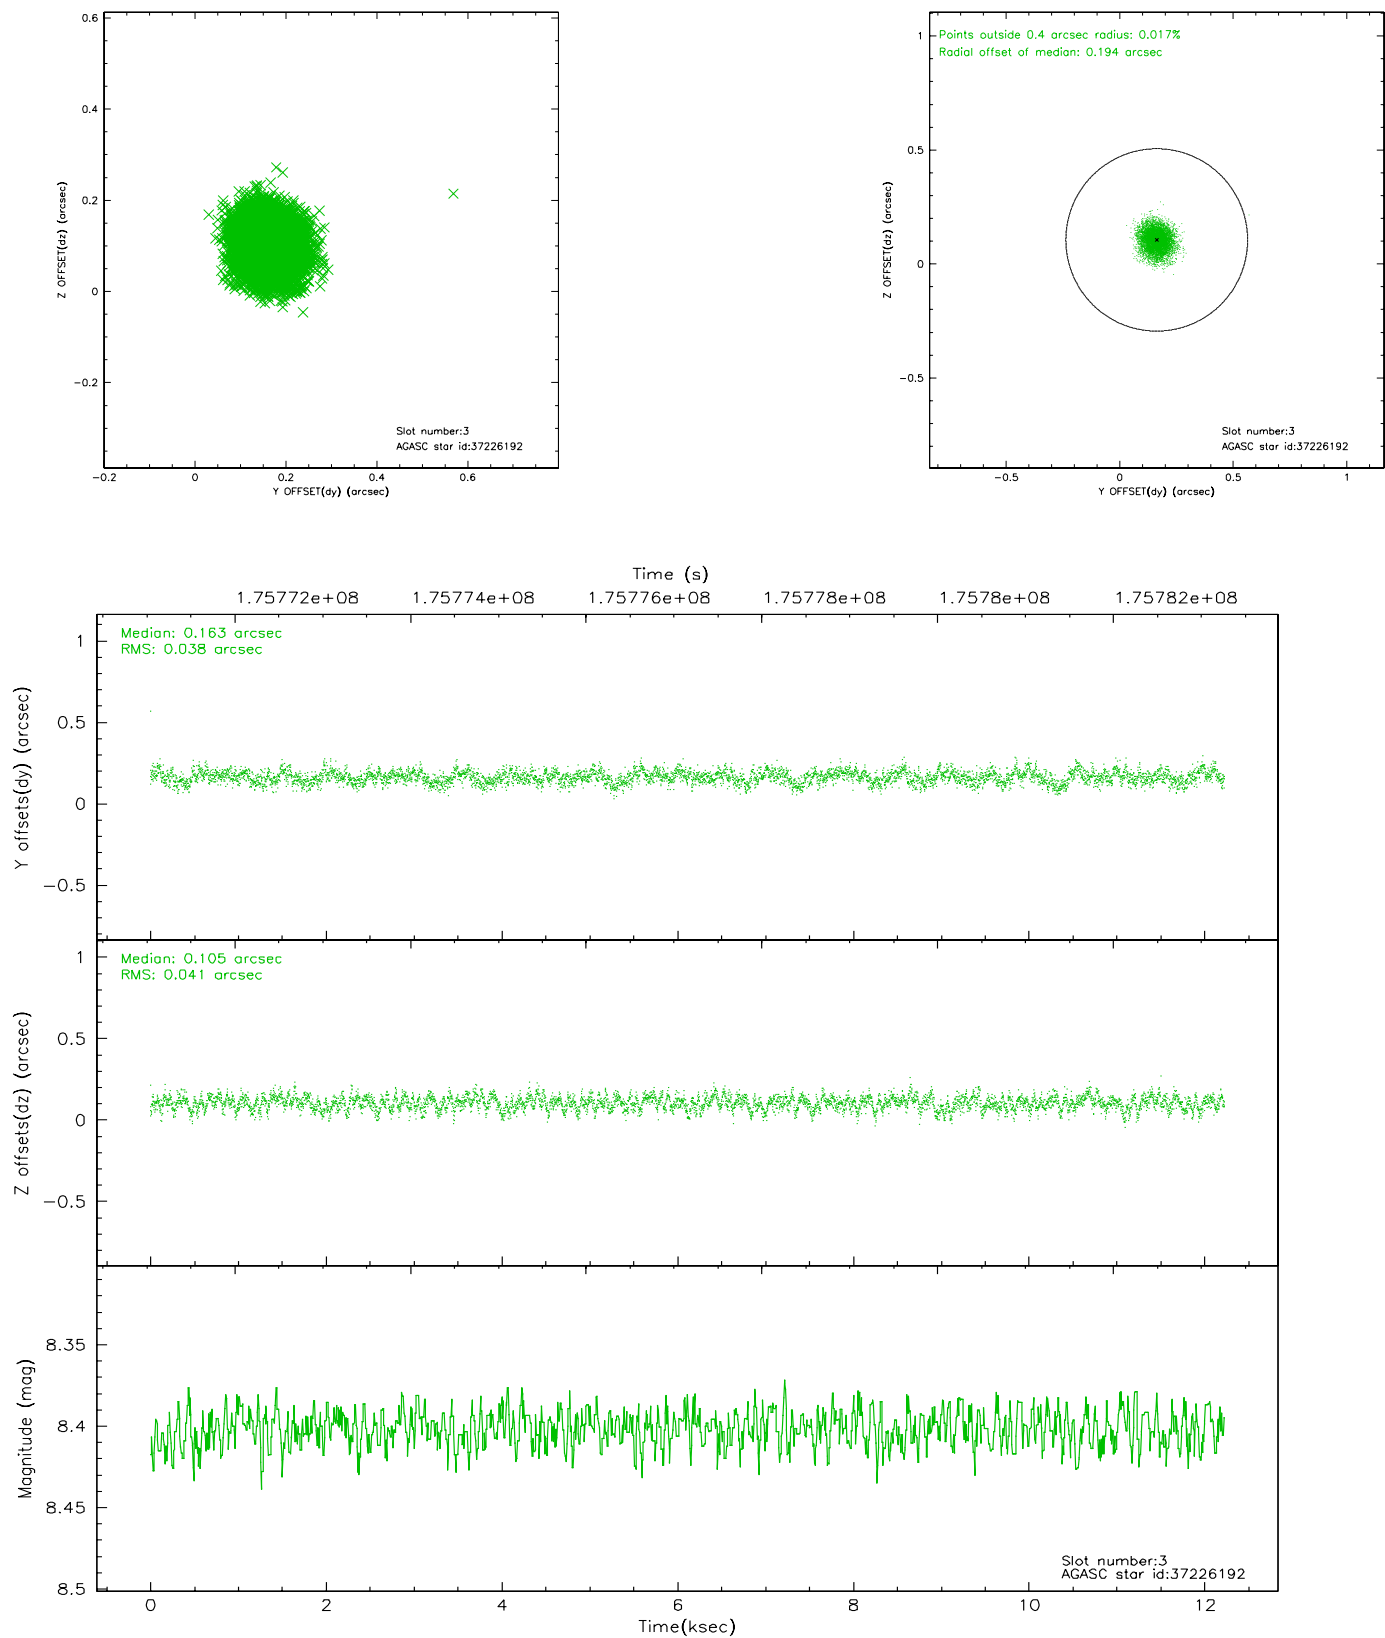 0.6
0.4
0.2
0
−0.2
Z OFFSET(dz) (arcsec)
Slot number:3
AGASC star id:37226192
−0.2 0 0.2 0.4 0.6
Y OFFSET(dy) (arcsec)
Points outside 0.4 arcsec radius: 0.017%
Radial offset of median: 0.194 arcsec
1
0.5
0
−0.5
Z OFFSET(dz) (arcsec)
Slot number:3
AGASC star id:37226192
−0.5 0 0.5 1
Y OFFSET(dy) (arcsec)
Time (s)
1.75772e+08 1.75774e+08 1.75776e+08 1.75778e+08 1.7578e+08 1.75782e+08
Median: 0.163 arcsec
RMS: 0.038 arcsec
1
0.5
0
−0.5
Y offsets(dy) (arcsec)
Median: 0.105 arcsec
RMS: 0.041 arcsec
1
0.5
0
−0.5
Z offsets(dz) (arcsec)
8.35
8.4
8.45
8.5
Magnitude (mag)
Slot number:3
AGASC star id:37226192
0 2 4 6 8 10 12
Time(ksec)